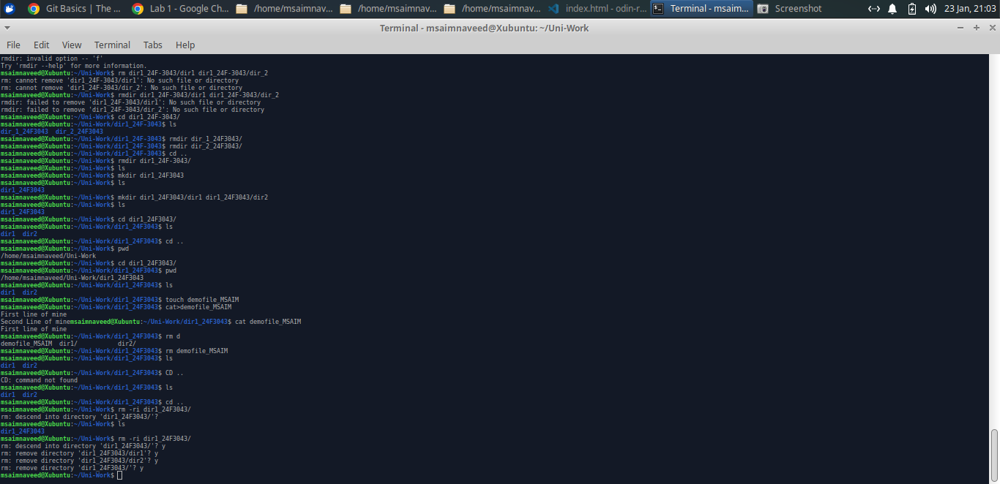 Git Basics | The ... Lab 1 - Google Ch... /home/msaimnav... /home/msaimnav... /home/msaimnav... index.html - odin-r... Terminal - msaim... Screenshot 23 Jan, 21:03
Terminal - msaimnaveed@Xubuntu: ~/Uni-Work
File Edit View Terminal Tabs Help
rmdir: invalid option -- 'f'
Try 'rmdir --help' for more information.
msaimnaveed@Xubuntu:~/Uni-Work$ rm dir1_24F-3043/dir1 dir1_24F-3043/dir_2
rm: cannot remove 'dir1_24F-3043/dir1': No such file or directory
rm: cannot remove 'dir1_24F-3043/dir_2': No such file or directory
msaimnaveed@Xubuntu:~/Uni-Work$ rmdir dir1_24F-3043/dir1 dir1_24F-3043/dir_2
rmdir: failed to remove 'dir1_24F-3043/dir1': No such file or directory
rmdir: failed to remove 'dir1_24F-3043/dir_2': No such file or directory
msaimnaveed@Xubuntu:~/Uni-Work$ cd dir1_24F-3043/
msaimnaveed@Xubuntu:~/Uni-Work/dir1_24F-3043$ ls
dir_1_24F3043 dir_2_24F3043
msaimnaveed@Xubuntu:~/Uni-Work/dir1_24F-3043$ rmdir dir_1_24F3043/
msaimnaveed@Xubuntu:~/Uni-Work/dir1_24F-3043$ rmdir dir_2_24F3043/
msaimnaveed@Xubuntu:~/Uni-Work/dir1_24F-3043$ cd ..
msaimnaveed@Xubuntu:~/Uni-Work$ rmdir dir1_24F-3043/
msaimnaveed@Xubuntu:~/Uni-Work$ ls
msaimnaveed@Xubuntu:~/Uni-Work$ mkdir dir1_24F3043
msaimnaveed@Xubuntu:~/Uni-Work$ ls
dir1_24F3043
msaimnaveed@Xubuntu:~/Uni-Work$ mkdir dir1_24F3043/dir1 dir1_24F3043/dir2
msaimnaveed@Xubuntu:~/Uni-Work$ ls
dir1_24F3043
msaimnaveed@Xubuntu:~/Uni-Work$ cd dir1_24F3043/
msaimnaveed@Xubuntu:~/Uni-Work/dir1_24F3043$ ls
dir1 dir2
msaimnaveed@Xubuntu:~/Uni-Work/dir1_24F3043$ cd ..
msaimnaveed@Xubuntu:~/Uni-Work$ pwd
/home/msaimnaveed/Uni-Work
msaimnaveed@Xubuntu:~/Uni-Work$ cd dir1_24F3043/
msaimnaveed@Xubuntu:~/Uni-Work/dir1_24F3043$ pwd
/home/msaimnaveed/Uni-Work/dir1_24F3043
msaimnaveed@Xubuntu:~/Uni-Work/dir1_24F3043$ ls
dir1 dir2
msaimnaveed@Xubuntu:~/Uni-Work/dir1_24F3043$ touch demofile_MSAIM
msaimnaveed@Xubuntu:~/Uni-Work/dir1_24F3043$ cat>demofile_MSAIM
First line of mine
Second Line of minemsaimnaveed@Xubuntu:~/Uni-Work/dir1_24F3043$ cat demofile_MSAIM
First line of mine
msaimnaveed@Xubuntu:~/Uni-Work/dir1_24F3043$ rm d
demofile_MSAIM dir1/ dir2/
msaimnaveed@Xubuntu:~/Uni-Work/dir1_24F3043$ rm demofile_MSAIM
msaimnaveed@Xubuntu:~/Uni-Work/dir1_24F3043$ ls
dir1 dir2
msaimnaveed@Xubuntu:~/Uni-Work/dir1_24F3043$ CD ..
CD: command not found
msaimnaveed@Xubuntu:~/Uni-Work/dir1_24F3043$ ls
dir1 dir2
msaimnaveed@Xubuntu:~/Uni-Work/dir1_24F3043$ cd ..
msaimnaveed@Xubuntu:~/Uni-Work$ rm -ri dir1_24F3043/
rm: descend into directory 'dir1_24F3043/'?
msaimnaveed@Xubuntu:~/Uni-Work$ ls
dir1_24F3043
msaimnaveed@Xubuntu:~/Uni-Work$ rm -ri dir1_24F3043/
rm: descend into directory 'dir1_24F3043/'? y
rm: remove directory 'dir1_24F3043/dir1'? y
rm: remove directory 'dir1_24F3043/dir2'? y
rm: remove directory 'dir1_24F3043/'? y
msaimnaveed@Xubuntu:~/Uni-Work$